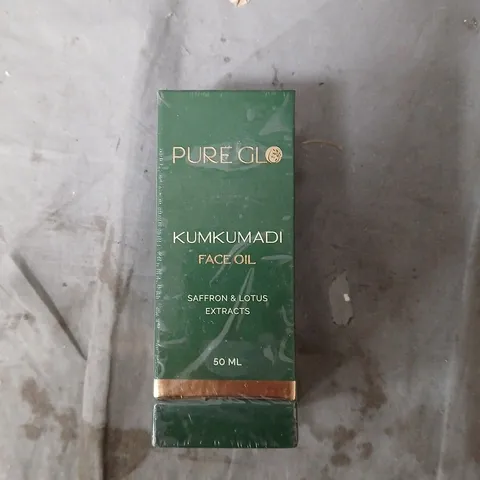 PURE GLO
KUMKUMADI
FACE OIL
SAFFRON & LOTUS
EXTRACTS
50 ML